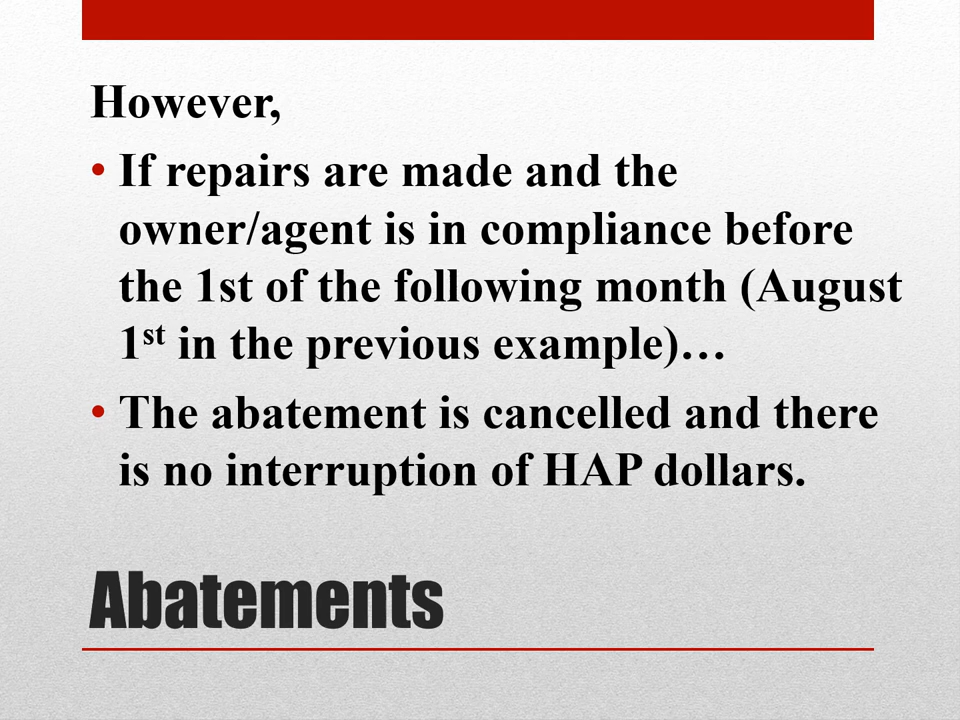 However,
• If repairs are made and the
owner/agent is in compliance before
the 1st of the following month (August
1st in the previous example)…
• The abatement is cancelled and there
is no interruption of HAP dollars.
Abatements